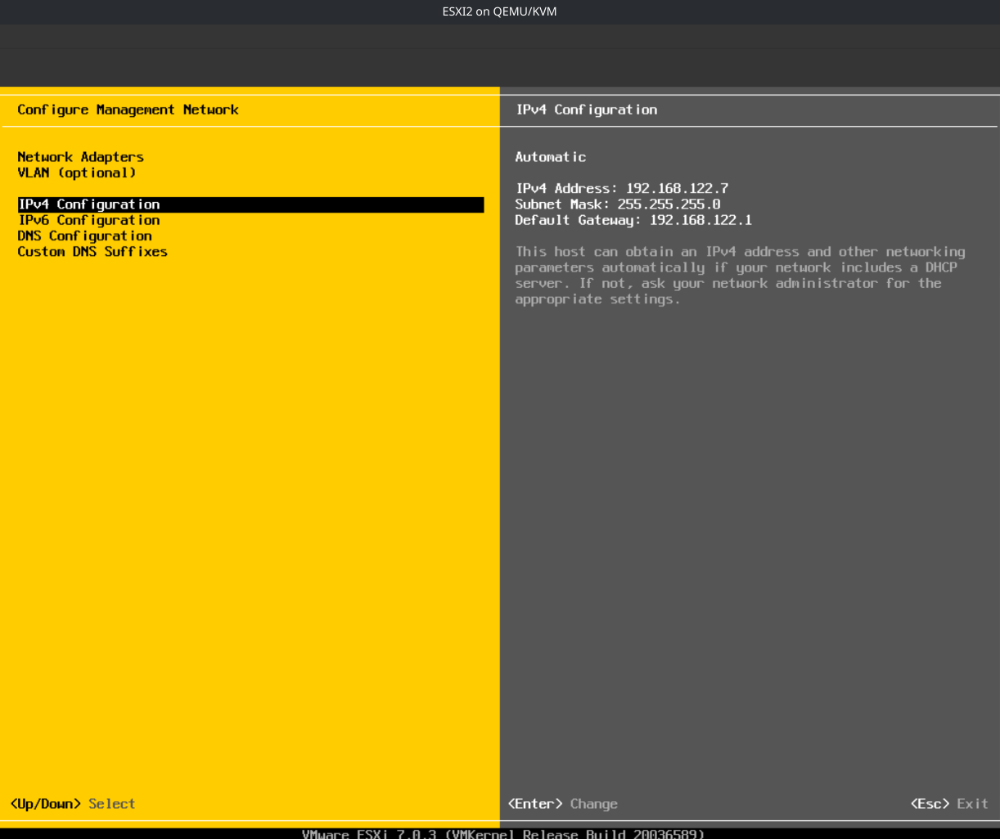 ESXI2 on QEMU/KVM
Configure Management Network
IPv4 Configuration
Network Adapters
VLAN (optional)
IPv4 Configuration
IPv6 Configuration
DNS Configuration
Custom DNS Suffixes
Automatic
IPv4 Address: 192.168.122.7
Subnet Mask: 255.255.255.0
Default Gateway: 192.168.122.1
This host can obtain an IPv4 address and other networking
parameters automatically if your network includes a DHCP
server. If not, ask your network administrator for the
appropriate settings.
<Up/Down> Select
<Enter> Change
<Esc> Exit
VMware ESXi 7.0.3 (VMKernel Release Build 20036589)